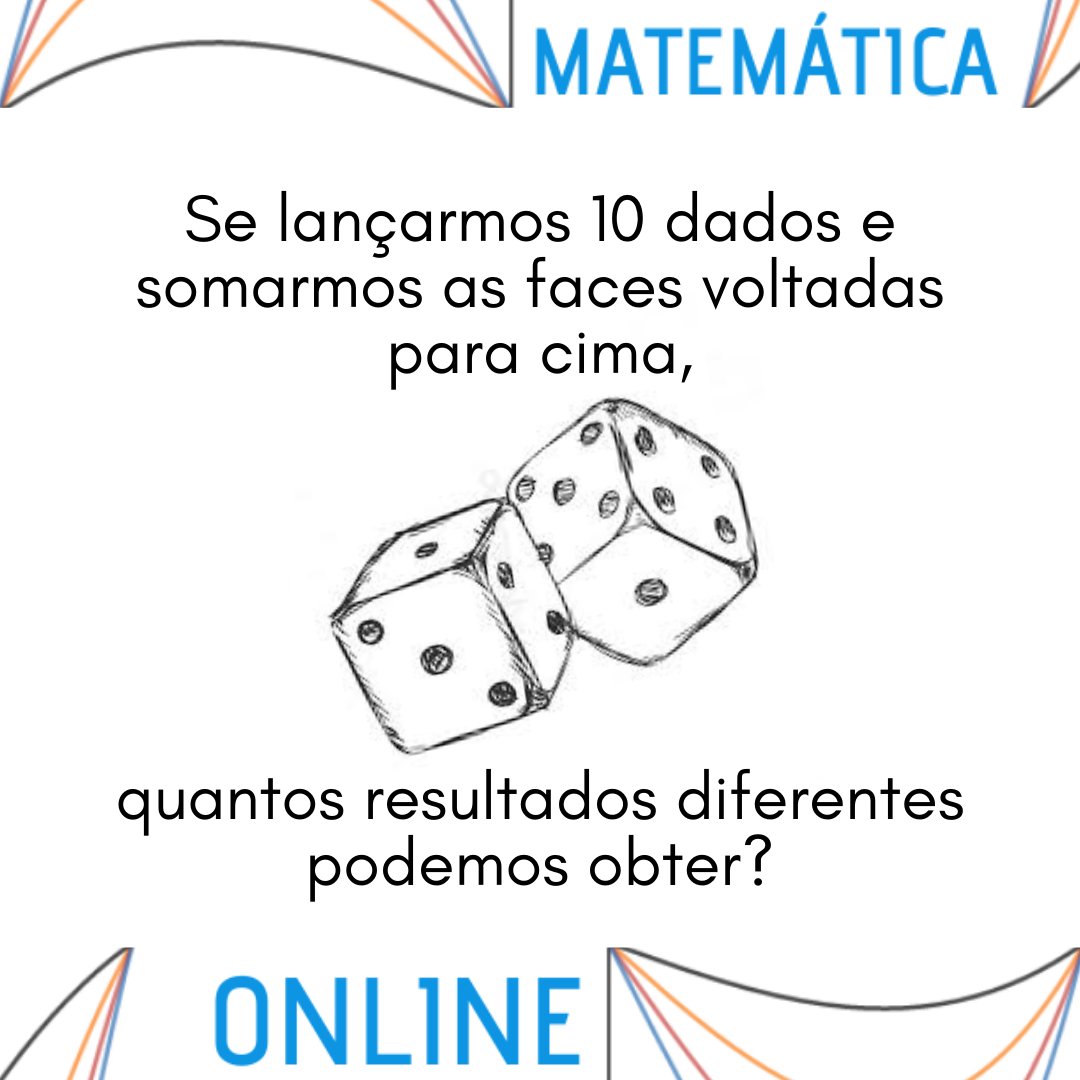 MATEMÁTICA
Se lançarmos 10 dados e
somarmos as faces voltadas
para cima,
quantos resultados diferentes
podemos obter?
ONLINE